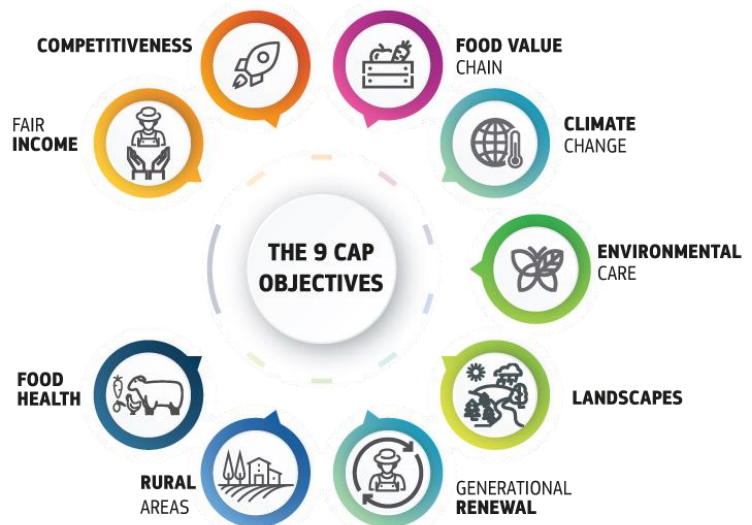 COMPETITIVENESS
FOOD VALUE
CHAIN
FAIR
INCOME
CLIMATE
CHANGE
THE 9 CAP
OBJECTIVES
ENVIRONMENTAL
CARE
FOOD
HEALTH
LANDSCAPES
RURAL
AREAS
GENERATIONAL
RENEWAL